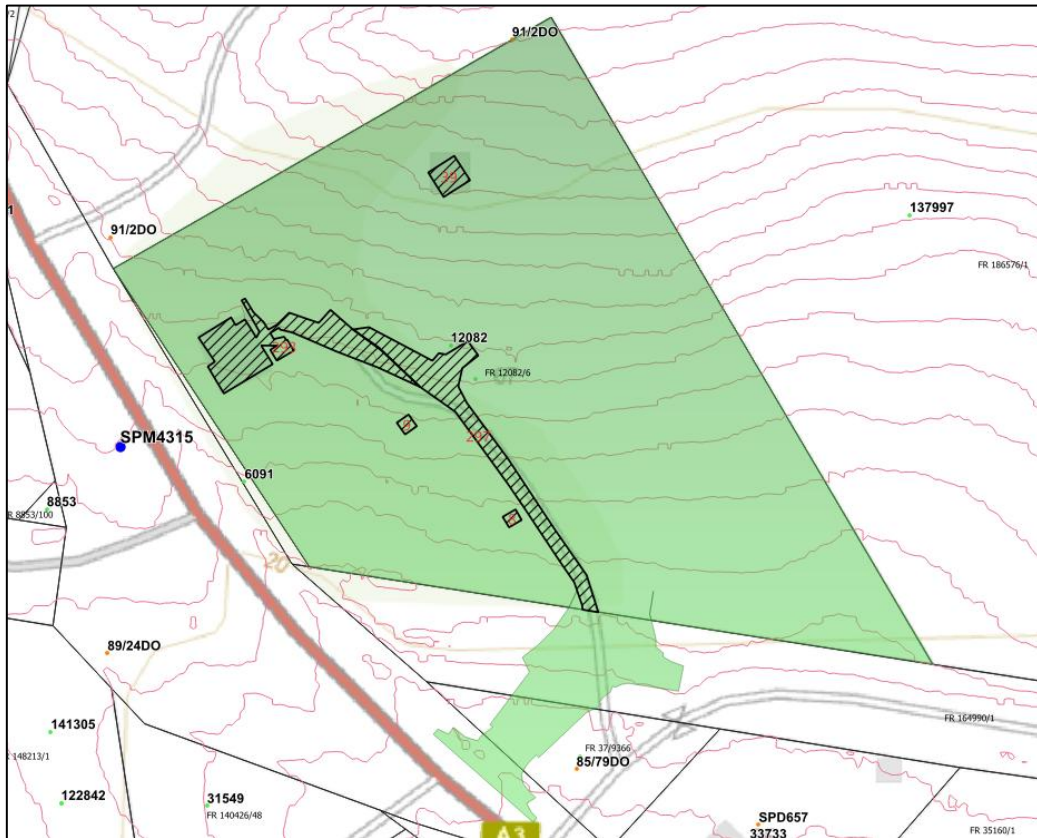 91/2DO
39
137997
91/2DO
FR 186576/1
12082
FR 12082/6
SPM4315
6091
8853
R 8853/100
20
89/24DO
141305
FR 164990/1
FR 37/9366
148213/1
85/79DO
122842
31549
FR 140426/48
SPD657
33733
FR 35160/1
A3